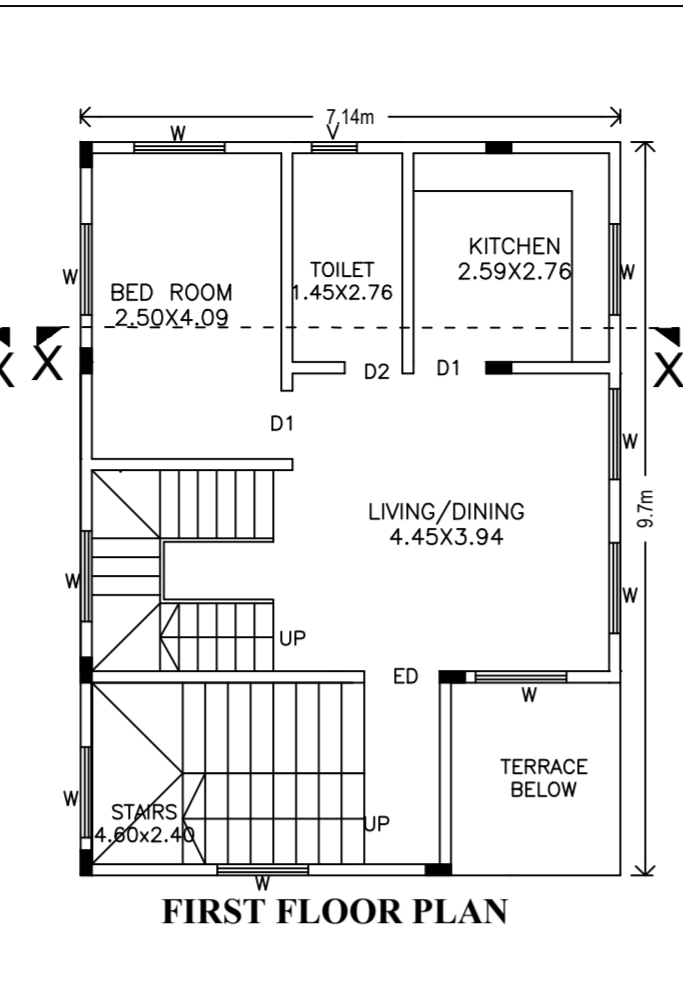 7.14m
W
V
KITCHEN
2.59X2.76
TOILET
1.45X2.76
W
W
BED ROOM
2.50X4.09
X
X
X
D2
D1
D1
W
LIVING/DINING
4.45X3.94
9.7m
W
W
UP
ED
W
TERRACE
BELOW
W
STAIRS
4.60x2.40
UP
W
FIRST FLOOR PLAN